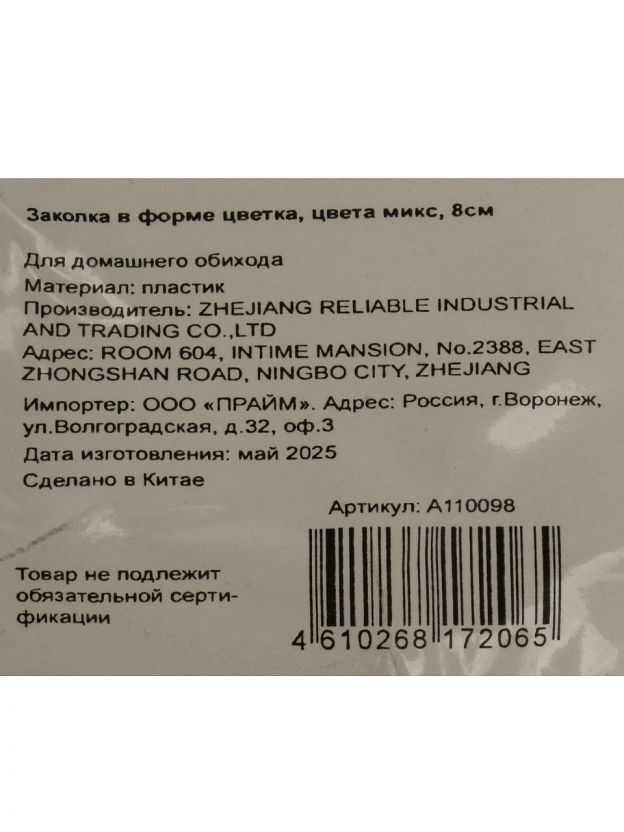 Заколка в форме цветка, цвета микс, 8см
Для домашнего обихода
Материал: пластик
Производитель: ZHEJIANG RELIABLE INDUSTRIAL
AND TRADING CO.,LTD
Адрес: ROOM 604, INTIME MANSION, No.2388, EAST
ZHONGSHAN ROAD, NINGBO CITY, ZHEJIANG
Импортер: ООО «ПРАЙМ». Адрес: Россия, г.Воронеж,
ул.Волгоградская, д.32, оф.3
Дата изготовления: май 2025
Сделано в Китае
Артикул: А110098
Товар не подлежит
обязательной серти-
фикации
4 610268 172065